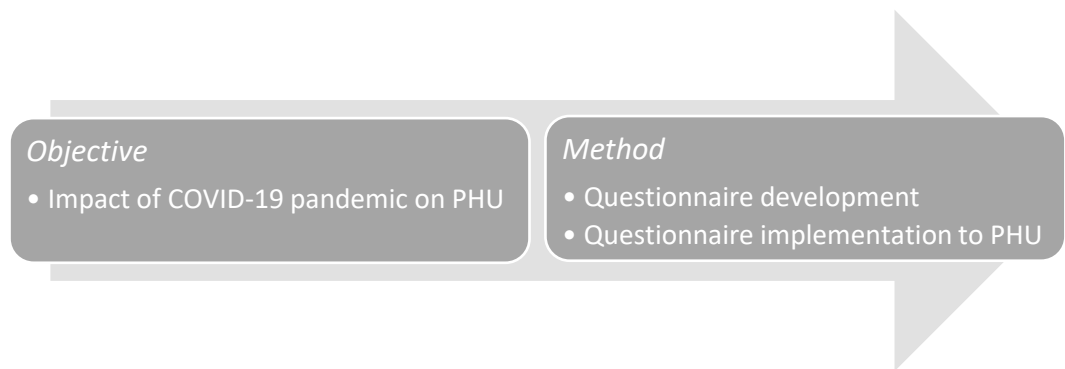 Objective
• Impact of COVID-19 pandemic on PHU
Method
• Questionnaire development
• Questionnaire implementation to PHU